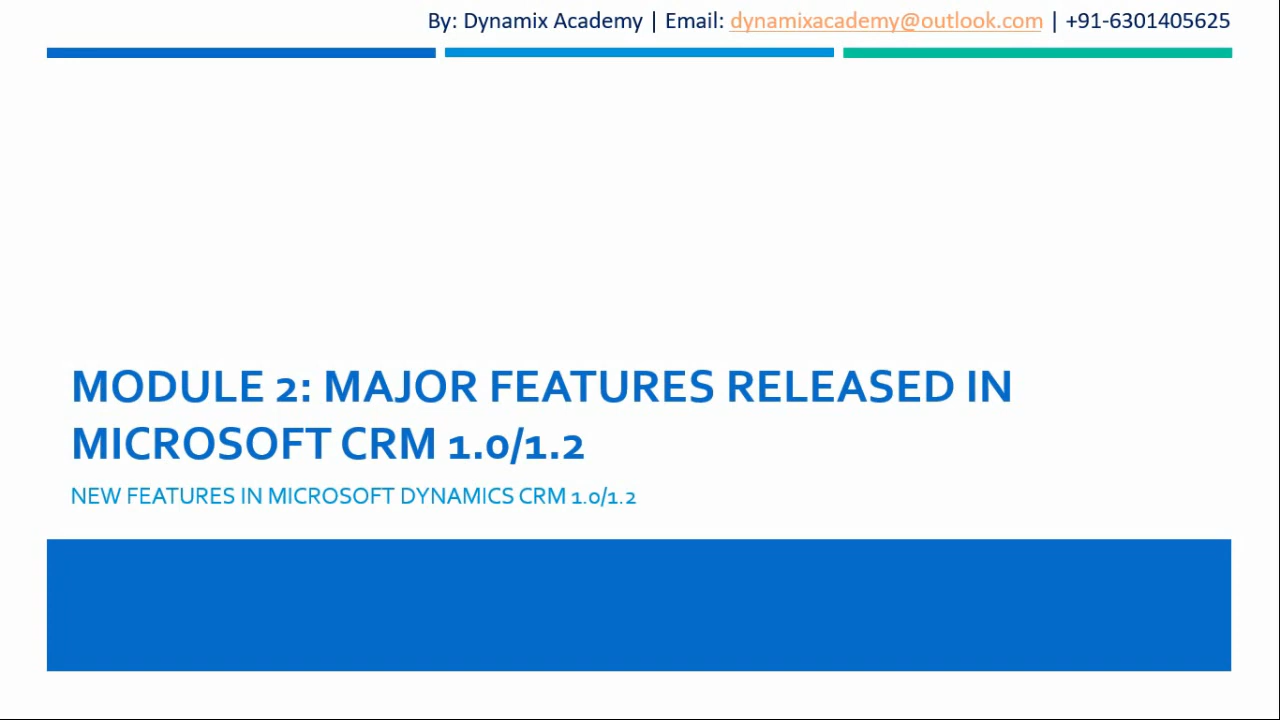 By: Dynamix Academy | Email: dynamixacademy@outlook.com | +91-6301405625
MODULE 2: MAJOR FEATURES RELEASED IN
MICROSOFT CRM 1.0/1.2
NEW FEATURES IN MICROSOFT DYNAMICS CRM 1.0/1.2